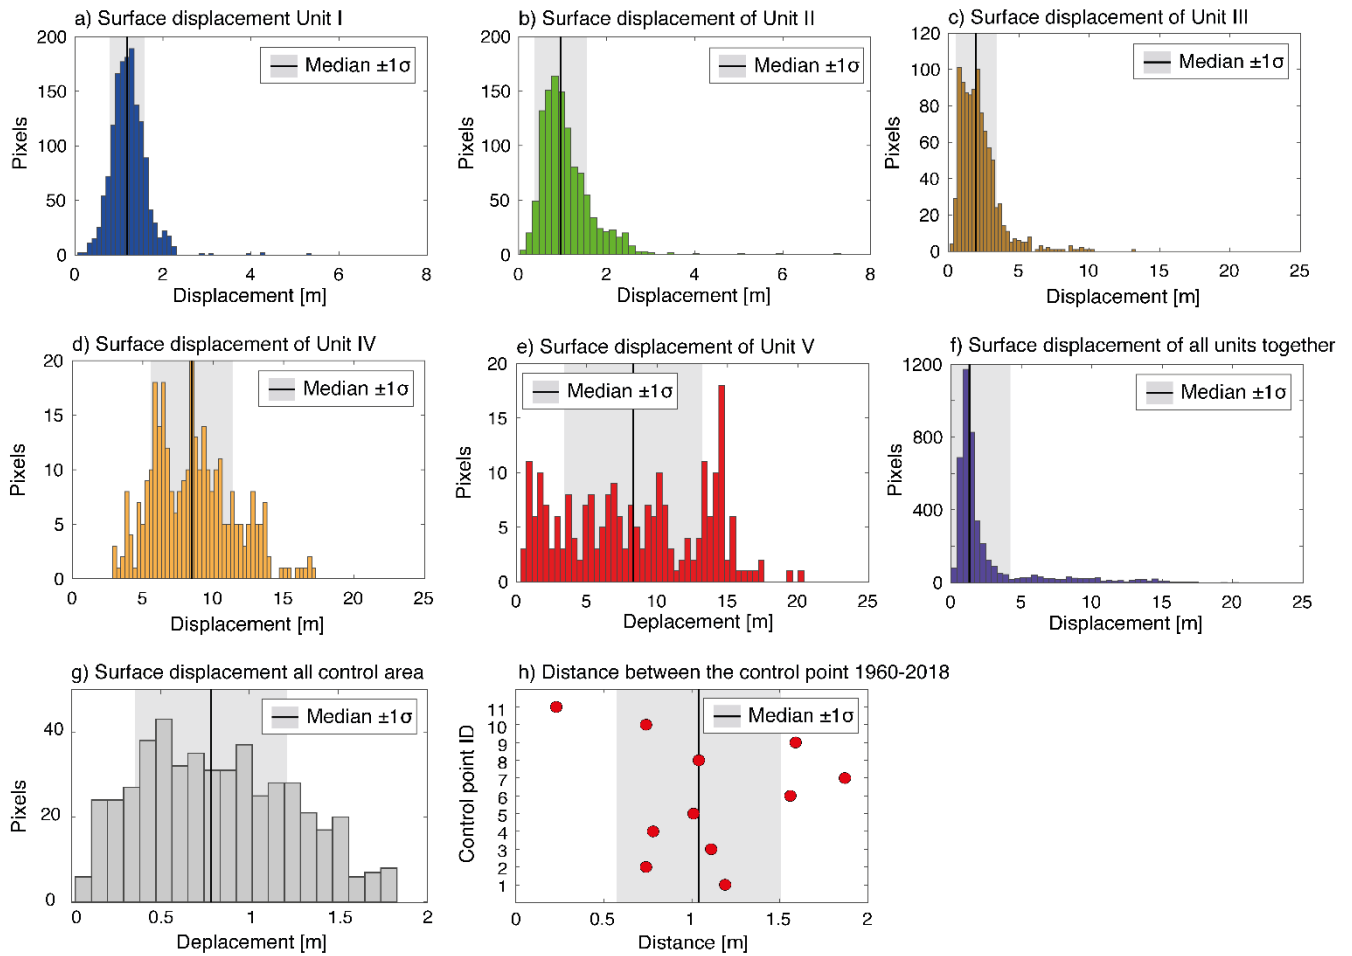 a) Surface displacement Unit I
200
150
100
50
0
Pixels
Median ±1σ
0 2 4 6 8
Displacement [m]
b) Surface displacement of Unit II
200
150
100
50
0
Pixels
Median ±1σ
0 2 4 6 8
Displacement [m]
c) Surface displacement of Unit III
120
100
80
60
40
20
0
Pixels
Median ±1σ
0 5 10 15 20 25
Displacement [m]
d) Surface displacement of Unit IV
20
15
10
5
0
Pixels
Median ±1σ
0 5 10 15 20 25
Displacement [m]
e) Surface displacement of Unit V
20
15
10
5
0
Pixels
Median ±1σ
0 5 10 15 20 25
Deplacement [m]
f) Surface displacement of all units together
1200
800
400
0
Pixels
Median ±1σ
0 5 10 15 20 25
Displacement [m]
g) Surface displacement all control area
40
20
0
Pixels
Median ±1σ
0 0.5 1 1.5 2
Deplacement [m]
h) Distance between the control point 1960-2018
11
10
9
8
7
6
5
4
3
2
1
Control point ID
Median ±1σ
0 0.5 1 1.5 2
Distance [m]